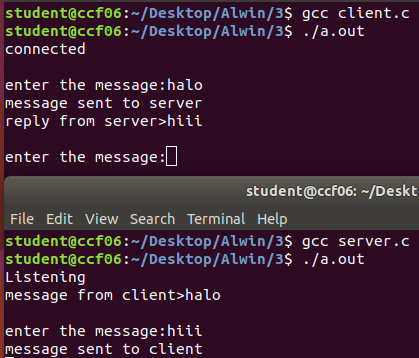 student@ccf06:~/Desktop/Alwin/3$ gcc client.c
student@ccf06:~/Desktop/Alwin/3$ ./a.out
connected
enter the message:halo
message sent to server
reply from server>hiii
enter the message:
student@ccf06: ~/Deskt
File Edit View Search Terminal Help
student@ccf06:~/Desktop/Alwin/3$ gcc server.c
student@ccf06:~/Desktop/Alwin/3$ ./a.out
Listening
message from client>halo
enter the message:hiii
message sent to client